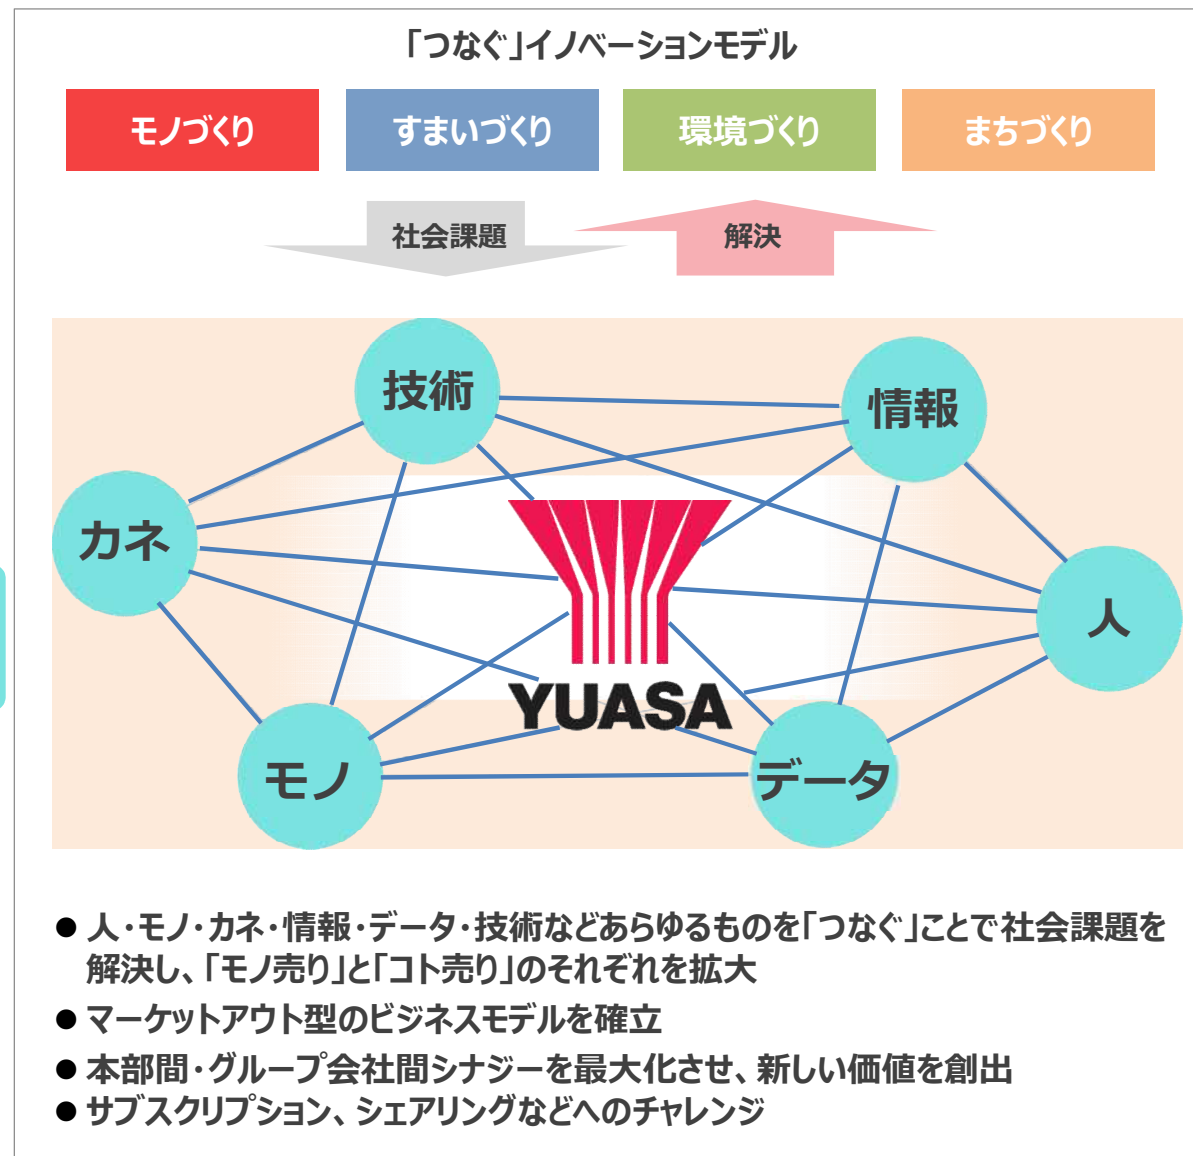 「つなぐ」イノベーションモデル
モノづくり
すまいづくり
環境づくり
まちづくり
社会課題
解決
技術
情報
カネ
人
YUASA
モノ
データ
● 人・モノ・カネ・情報・データ・技術などあらゆるものを「つなぐ」ことで社会課題を
解決し、「モノ売り」と「コト売り」のそれぞれを拡大
● マーケットアウト型のビジネスモデルを確立
● 本部間・グループ会社間シナジーを最大化させ、新しい価値を創出
● サブスクリプション、シェアリングなどへのチャレンジ